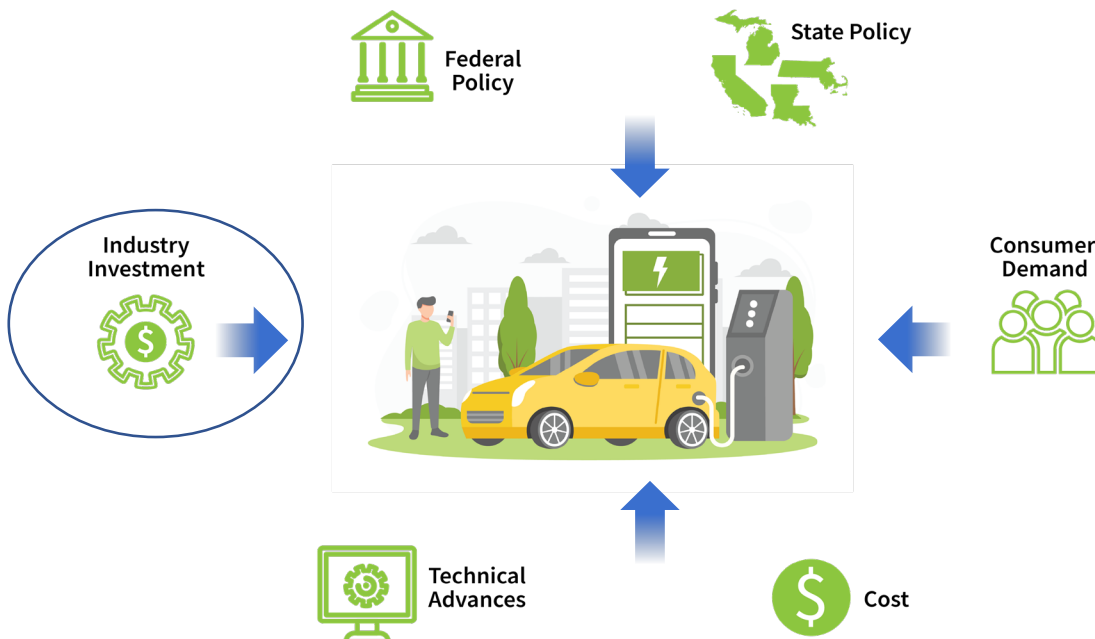 Federal
Policy
State Policy
Industry
Investment
$
Consumer
Demand
Technical
Advances
$
Cost